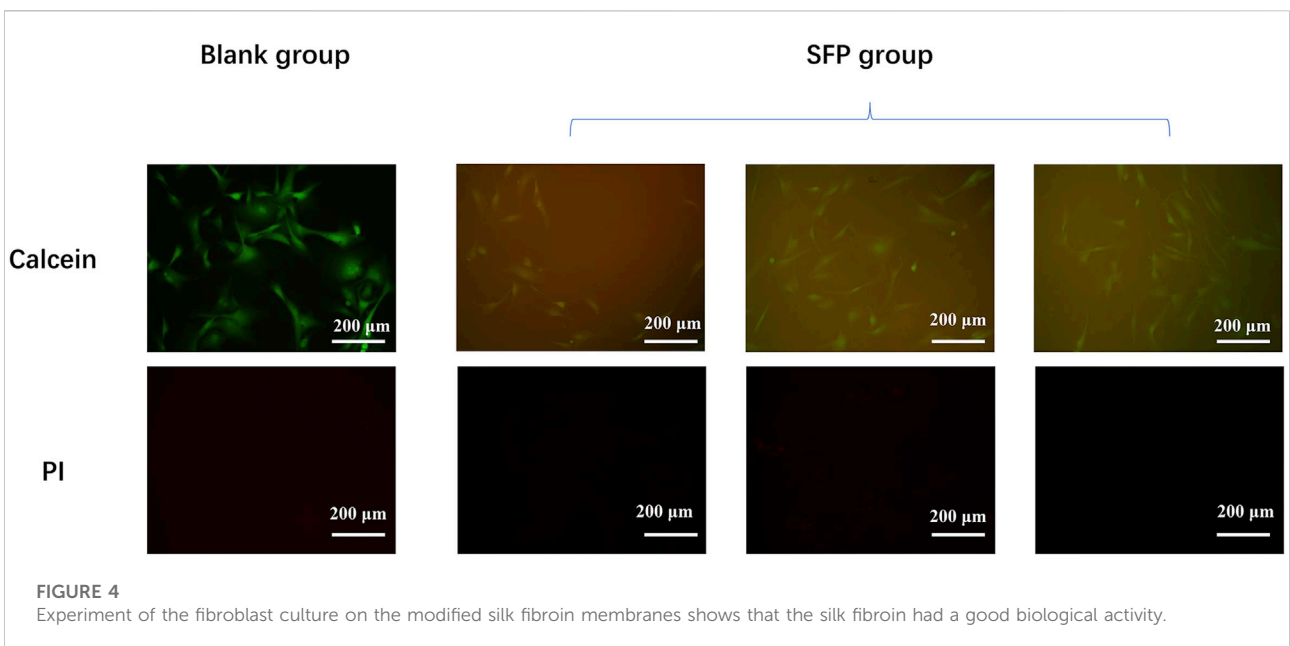 Blank group
SFP group
Calcein
200 µm
200 µm
200 µm
200 µm
PI
200 µm
200 µm
200 µm
200 µm
FIGURE 4
Experiment of the fibroblast culture on the modified silk fibroin membranes shows that the silk fibroin had a good biological activity.